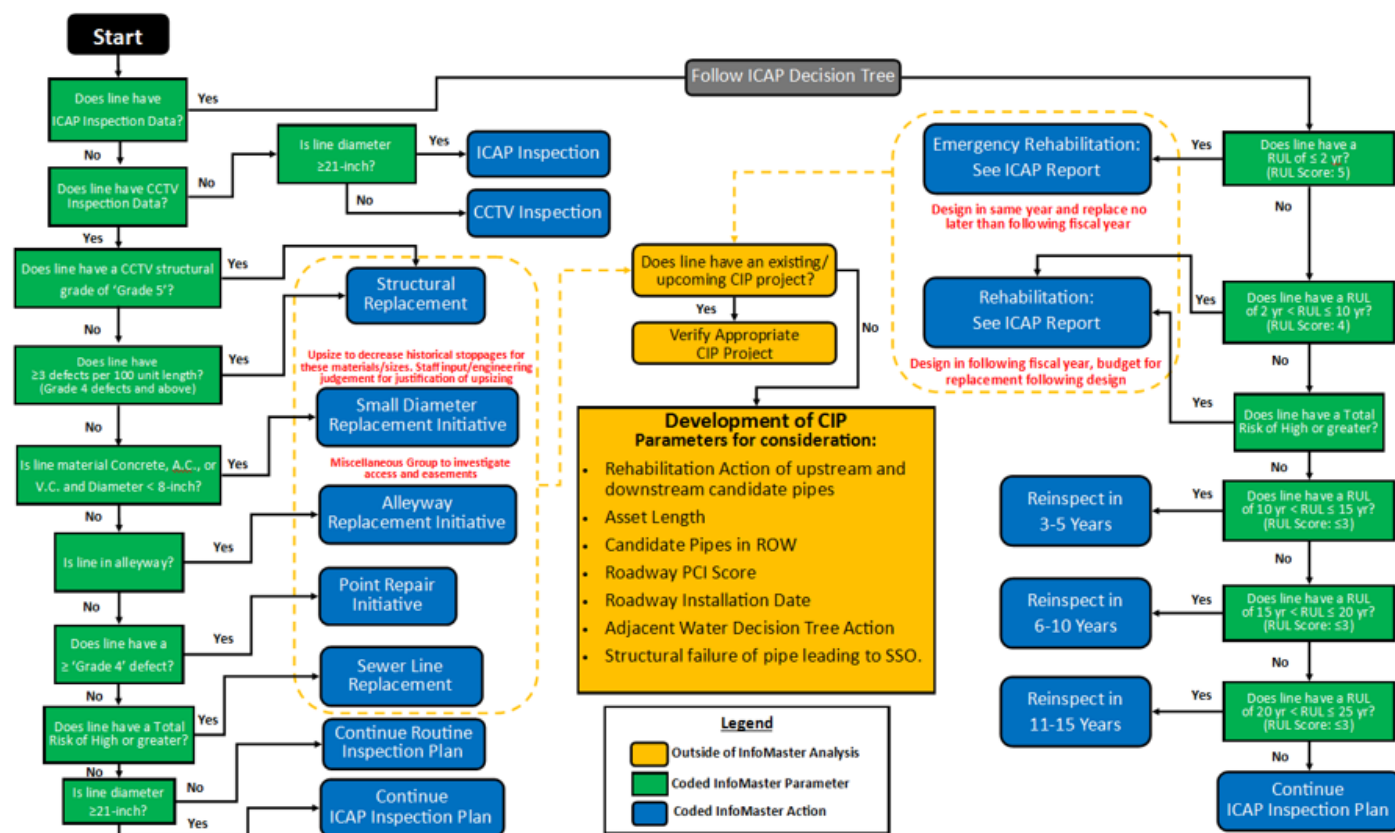 Start
Follow ICAP Decision Tree
Does line have
ICAP Inspection Data?
Yes
No
Does line have CCTV
Inspection Data?
No
Yes
Is line diameter
≥21-inch?
Yes
No
ICAP Inspection
CCTV Inspection
Does line have a CCTV structural
grade of 'Grade 5'?
Yes
No
Structural
Replacement
Does line have
≥3 defects per 100 unit length?
(Grade 4 defects and above)
Yes
No
Upsize to decrease historical stoppages for
these materials/sizes. Staff input/engineering
judgement for justification of upsizing
Small Diameter
Replacement Initiative
Is line material Concrete, A.C., or
V.C. and Diameter < 8-inch?
Yes
No
Miscellaneous Group to investigate
access and easements
Alleyway
Replacement Initiative
Is line in alleyway?
Yes
No
Point Repair
Initiative
Does line have a
≥ 'Grade 4' defect?
Yes
No
Sewer Line
Replacement
Does line have a Total
Risk of High or greater?
Yes
No
Continue Routine
Inspection Plan
Is line diameter
≥21-inch?
No
Yes
Continue
ICAP Inspection Plan
Does line have an existing/
upcoming CIP project?
Yes
No
Verify Appropriate
CIP Project
Development of CIP
Parameters for consideration:
• Rehabilitation Action of upstream and
downstream candidate pipes
• Asset Length
• Candidate Pipes in ROW
• Roadway PCI Score
• Roadway Installation Date
• Adjacent Water Decision Tree Action
• Structural failure of pipe leading to SSO.
Legend
Outside of InfoMaster Analysis
Coded InfoMaster Parameter
Coded InfoMaster Action
Emergency Rehabilitation:
See ICAP Report
Design in same year and replace no
later than following fiscal year
Rehabilitation:
See ICAP Report
Design in following fiscal year, budget for
replacement following design
Does line have a
RUL of ≤ 2 yr?
(RUL Score: 5)
Yes
No
Does line have a RUL
of 2 yr < RUL ≤ 10 yr?
(RUL Score: 4)
Yes
No
Does line have a Total
Risk of High or greater?
Yes
No
Does line have a RUL
of 10 yr < RUL ≤ 15 yr?
(RUL Score: ≤3)
Yes
No
Reinspect in
3-5 Years
Does line have a RUL
of 15 yr < RUL ≤ 20 yr?
(RUL Score: ≤3)
Yes
No
Reinspect in
6-10 Years
Does line have a RUL
of 20 yr < RUL ≤ 25 yr?
(RUL Score: ≤3)
Yes
No
Reinspect in
11-15 Years
Continue
ICAP Inspection Plan